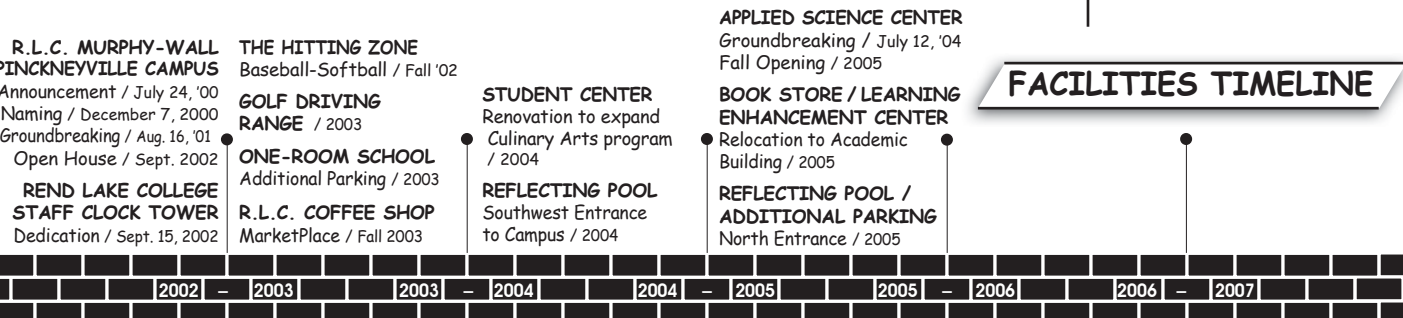 R.L.C. MURPHY-WALL
PINCKNEYVILLE CAMPUS
Announcement / July 24, '00
Naming / December 7, 2000
Groundbreaking / Aug. 16, '01
Open House / Sept. 2002
REND LAKE COLLEGE
STAFF CLOCK TOWER
Dedication / Sept. 15, 2002
THE HITTING ZONE
Baseball-Softball / Fall '02
GOLF DRIVING
RANGE / 2003
ONE-ROOM SCHOOL
Additional Parking / 2003
R.L.C. COFFEE SHOP
MarketPlace / Fall 2003
STUDENT CENTER
Renovation to expand
Culinary Arts program
/ 2004
REFLECTING POOL
Southwest Entrance
to Campus / 2004
APPLIED SCIENCE CENTER
Groundbreaking / July 12, '04
Fall Opening / 2005
BOOK STORE / LEARNING
ENHANCEMENT CENTER
Relocation to Academic
Building / 2005
REFLECTING POOL /
ADDITIONAL PARKING
North Entrance / 2005
FACILITIES TIMELINE
2002 – 2003
2003 – 2004
2004 – 2005
2005 – 2006
2006 – 2007